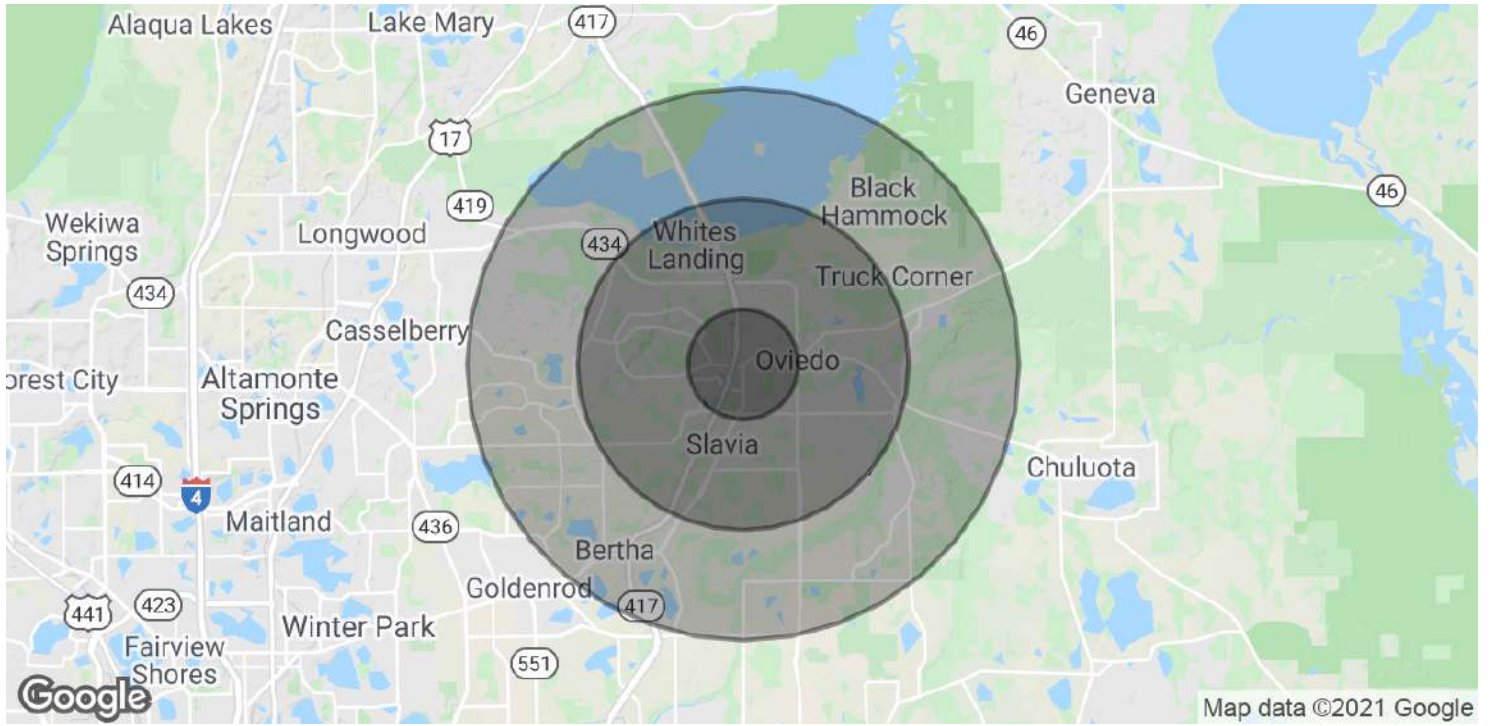 Alaqua Lakes
Lake Mary
417
46
Geneva
17
Black
Hammock
46
419
Wekiwa
Springs
Longwood
434
Whites
Landing
Truck Corner
434
Casselberry
Oviedo
orest City
Altamonte
Springs
Slavia
Chuluota
414
4
Maitland
436
Bertha
Goldenrod
441
423
417
Winter Park
Fairview
Shores
551
Google
Map data ©2021 Google